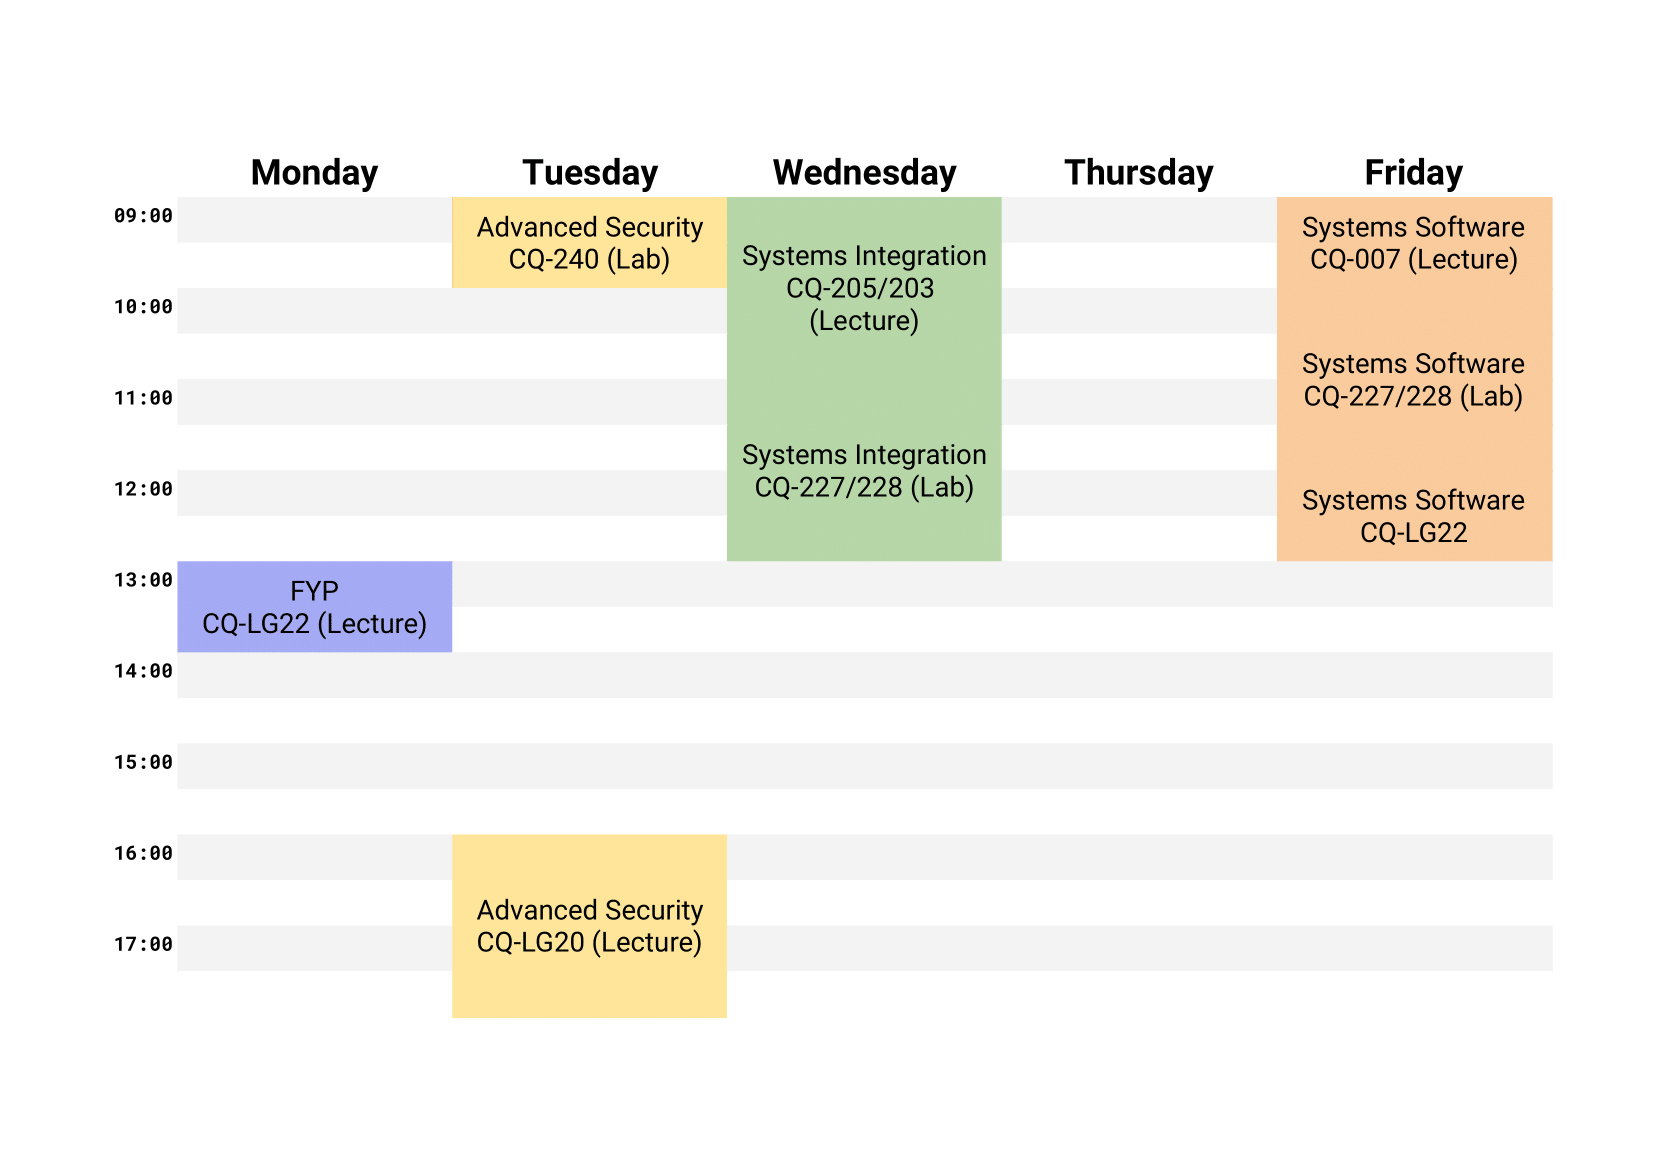 Monday Tuesday Wednesday Thursday Friday
09:00
Advanced Security
CQ-240 (Lab)
Systems Integration
CQ-205/203
(Lecture)
Systems Software
CQ-007 (Lecture)
10:00
Systems Software
CQ-227/228 (Lab)
11:00
Systems Integration
CQ-227/228 (Lab)
12:00
Systems Software
CQ-LG22
13:00
FYP
CQ-LG22 (Lecture)
14:00
15:00
16:00
Advanced Security
CQ-LG20 (Lecture)
17:00